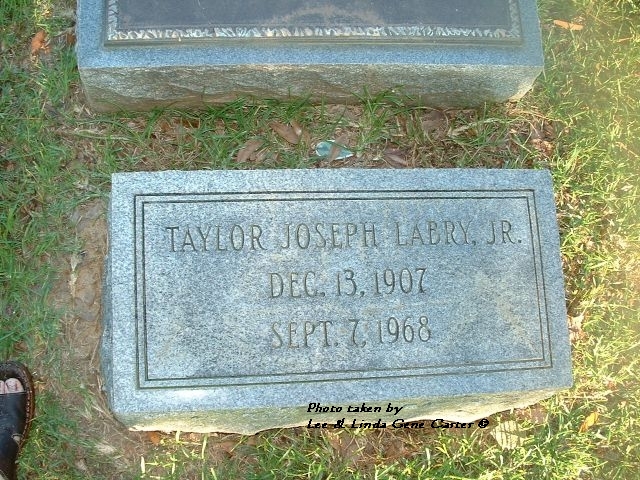 TAYLOR JOSEPH LABRY, JR.
DEC. 13, 1907
SEPT. 7, 1968
Photo taken by
Lee & Linda Gene Carter ©